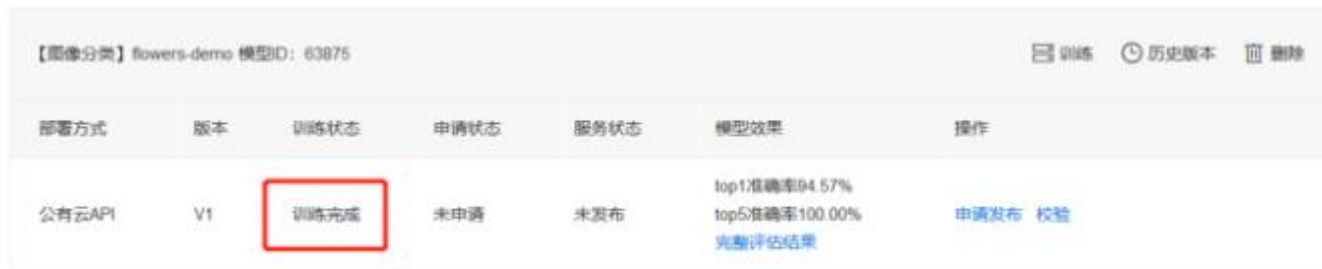 【图像分类】flowers-demo 模型ID：63875 训练 历史版本 删除
部署方式 版本 训练状态 申请状态 服务状态 模型效果 操作
top1准确率94.57%
公有云API V1 训练完成 未申请 未发布 top5准确率100.00% 申请发布 校验
完整评估结果